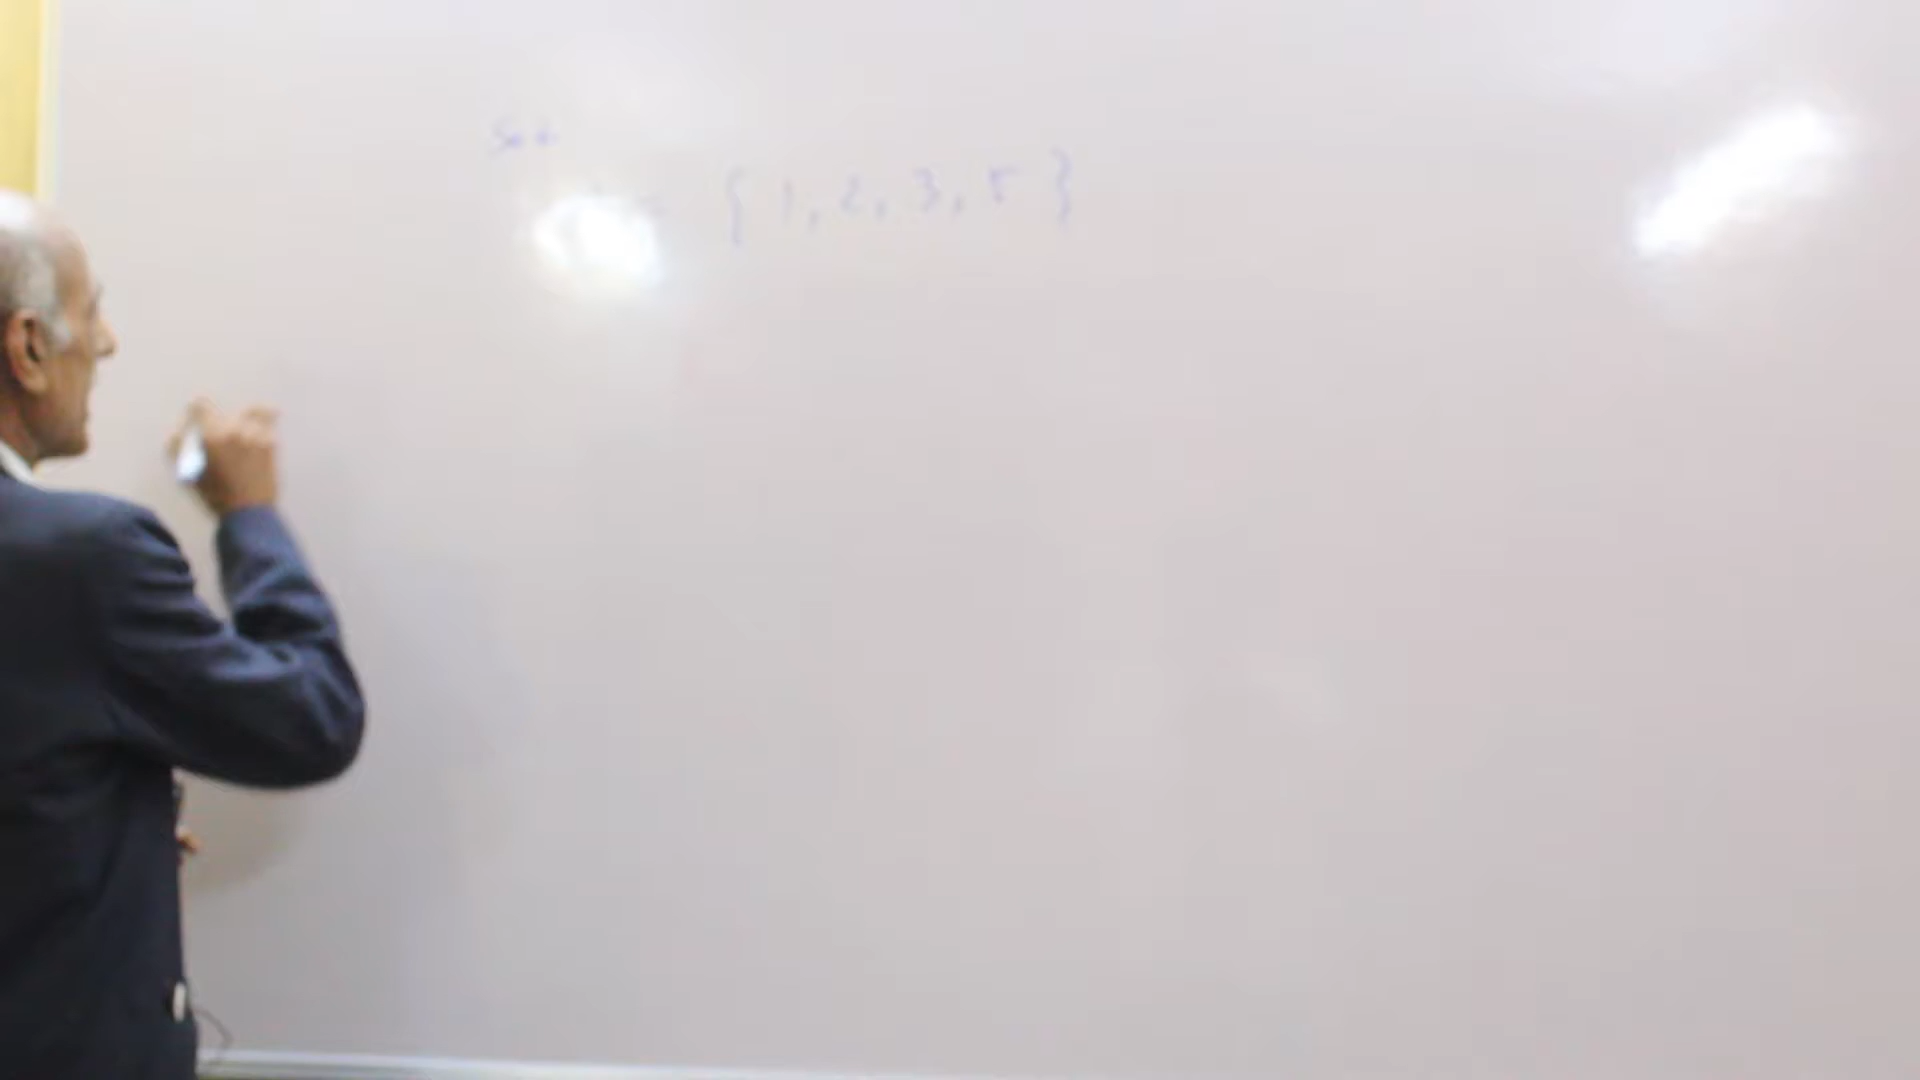 Set
= { 1, 2, 3, 5 }